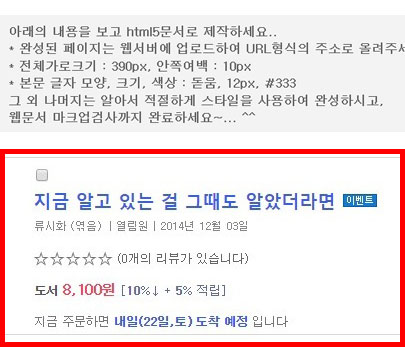 아래의 내용을 보고 html5문서로 제작하세요..
* 완성된 페이지는 웹서버에 업로드하여 URL형식의 주소로 올려주세
* 전체가로크기 : 390px, 안쪽여백 : 10px
* 본문 글자 모양, 크기, 색상 : 돋움, 12px, #333
그 외 나머지는 알아서 적절하게 스타일을 사용하여 완성하시고,
웹문서 마크업검사까지 완료하세요~... ^^
지금 알고 있는 걸 그때도 알았더라면 이벤트
류시화 (엮음) | 열림원 | 2014년 12월 03일
☆☆☆☆☆ (0개의 리뷰가 있습니다)
도서 8,100원 [10%↓ + 5% 적립]
지금 주문하면 내일(22일,토) 도착 예정 입니다